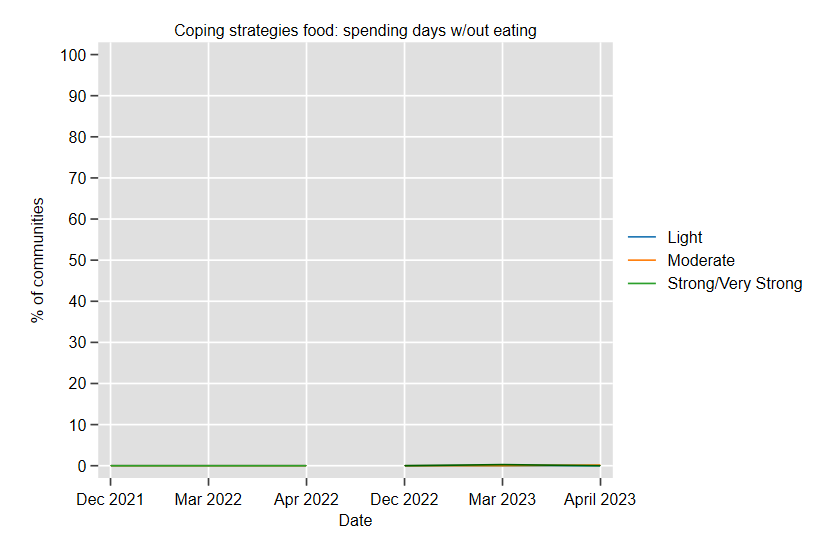 Coping strategies food: spending days w/out eating
100
90
80
70
60
50
40
30
20
10
0
% of communities
Dec 2021 Mar 2022 Apr 2022 Dec 2022 Mar 2023 April 2023
Date
Light
Moderate
Strong/Very Strong